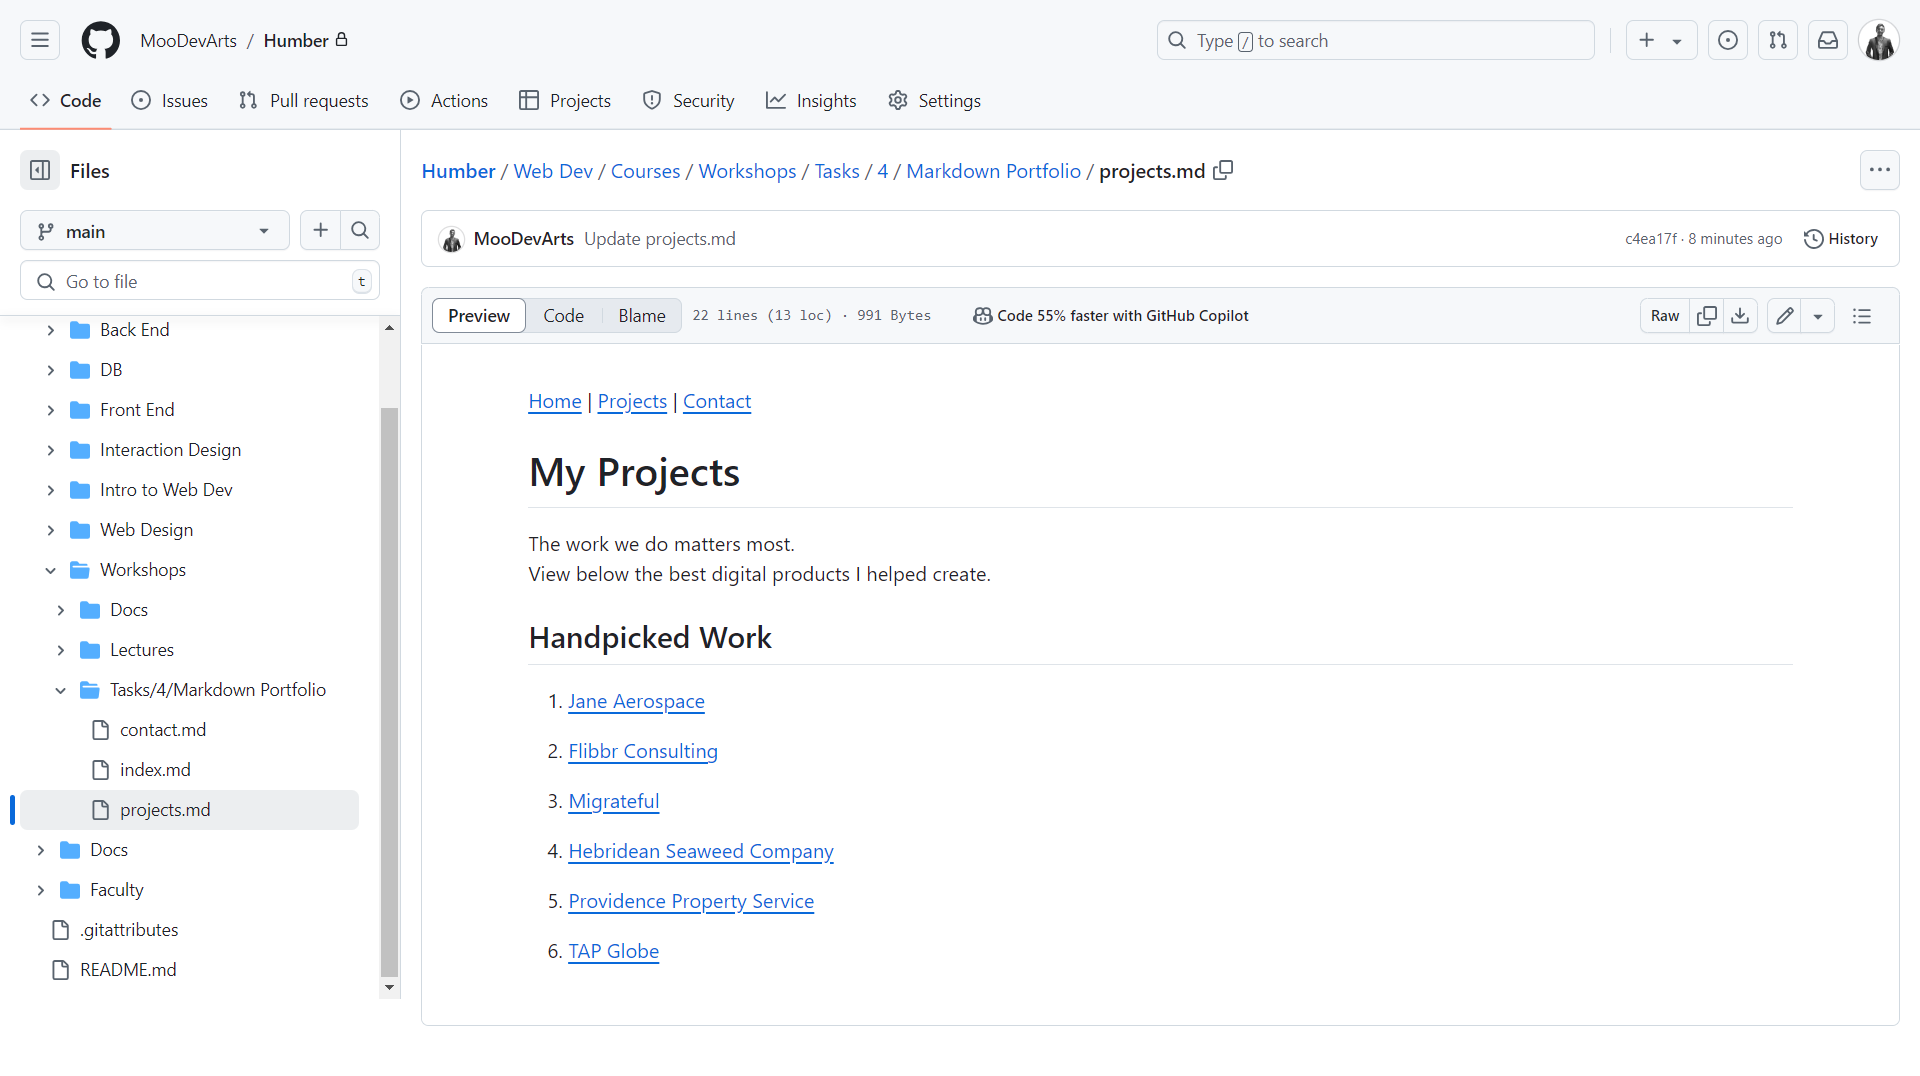 MooDevArts / Humber
Type / to search
Code Issues Pull requests Actions Projects Security Insights Settings
Files
main
Go to file t
Back End
DB
Front End
Interaction Design
Intro to Web Dev
Web Design
Workshops
Docs
Lectures
Tasks/4/Markdown Portfolio
contact.md
index.md
projects.md
Docs
Faculty
.gitattributes
README.md
Humber / Web Dev / Courses / Workshops / Tasks / 4 / Markdown Portfolio / projects.md
MooDevArts Update projects.md c4ea17f · 8 minutes ago History
Preview Code Blame 22 lines (13 loc) · 991 Bytes Code 55% faster with GitHub Copilot Raw
Home | Projects | Contact
My Projects
The work we do matters most.
View below the best digital products I helped create.
Handpicked Work
1. Jane Aerospace
2. Flibbr Consulting
3. Migrateful
4. Hebridean Seaweed Company
5. Providence Property Service
6. TAP Globe